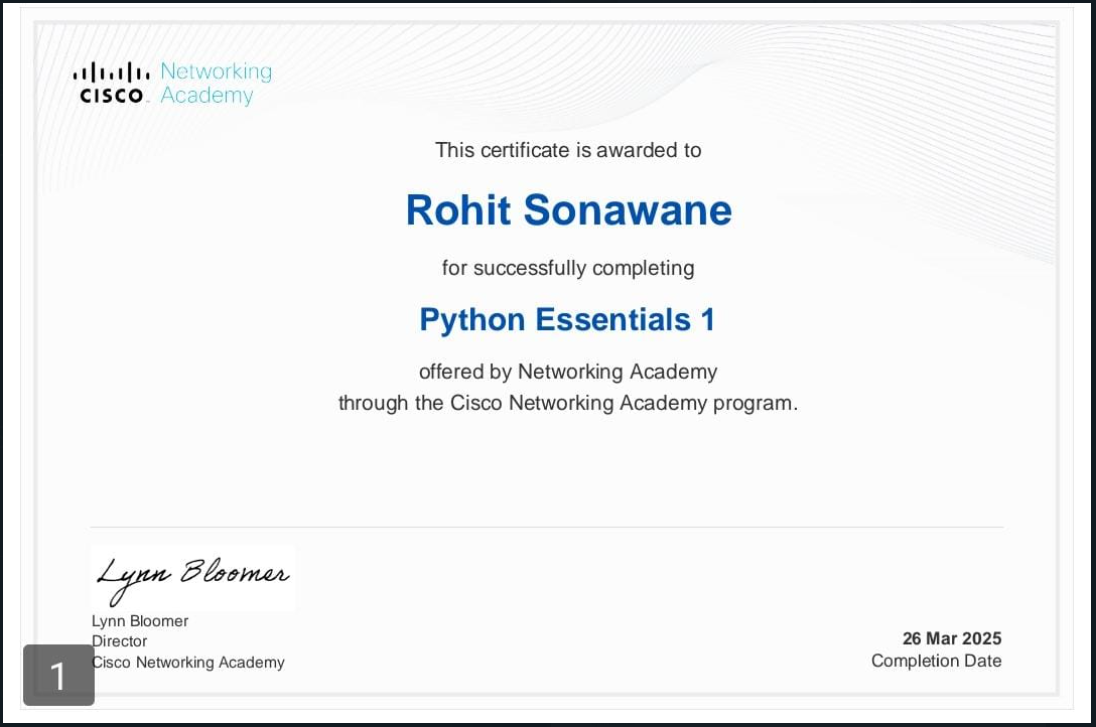 Networking
CISCO Academy
This certificate is awarded to
Rohit Sonawane
for successfully completing
Python Essentials 1
offered by Networking Academy
through the Cisco Networking Academy program.
Lynn Bloomer
Lynn Bloomer
Director
Cisco Networking Academy
26 Mar 2025
Completion Date
1